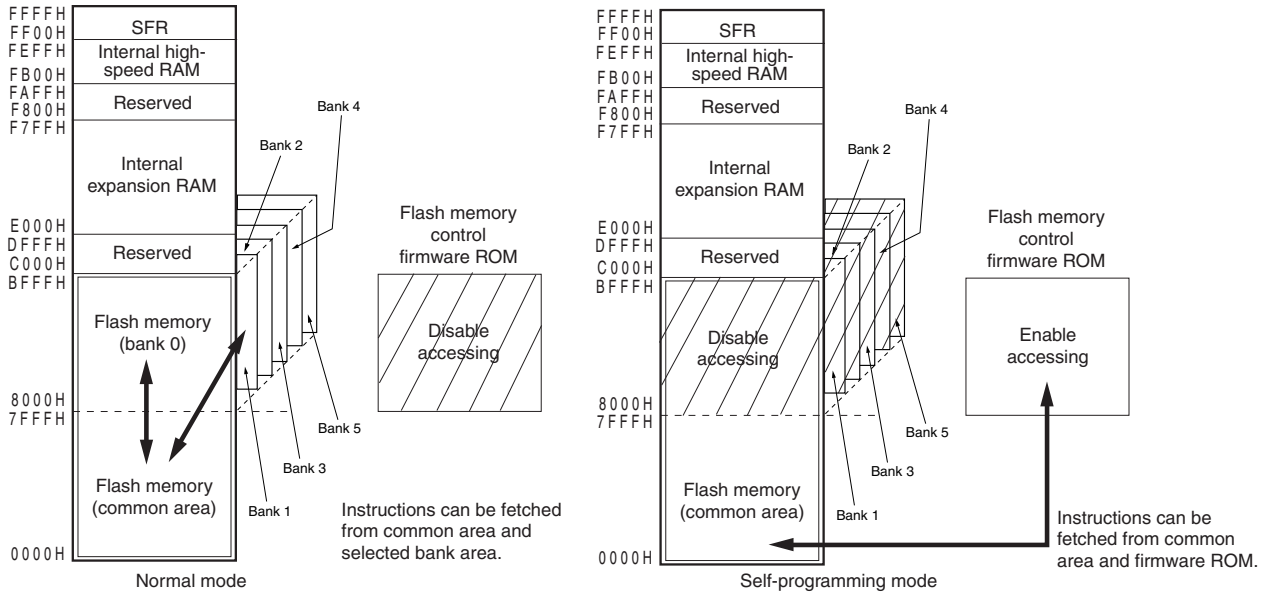 FFFFH
SFR
FF00H
FEFFH
Internal high-
speed RAM
FB00H
FAFFH
Reserved
F800H
F7FFH
Bank 4
Bank 2
Internal
expansion RAM
E000H
DFFFH
Reserved
C000H
BFFFH
Flash memory
control
firmware ROM
Flash memory
(bank 0)
Disable
accessing
8000H
7FFFH
Bank 5
Bank 3
Flash memory
(common area)
Bank 1
Instructions can be fetched
from common area and
selected bank area.
0000H
Normal mode
FFFFH
SFR
FF00H
FEFFH
Internal high-
speed RAM
FB00H
FAFFH
Reserved
F800H
F7FFH
Bank 4
Bank 2
Internal
expansion RAM
E000H
DFFFH
Reserved
C000H
BFFFH
Flash memory
control
firmware ROM
Disable
accessing
Enable
accessing
8000H
7FFFH
Bank 5
Bank 3
Flash memory
(common area)
Bank 1
Instructions can be
fetched from common
area and firmware ROM.
0000H
Self-programming mode